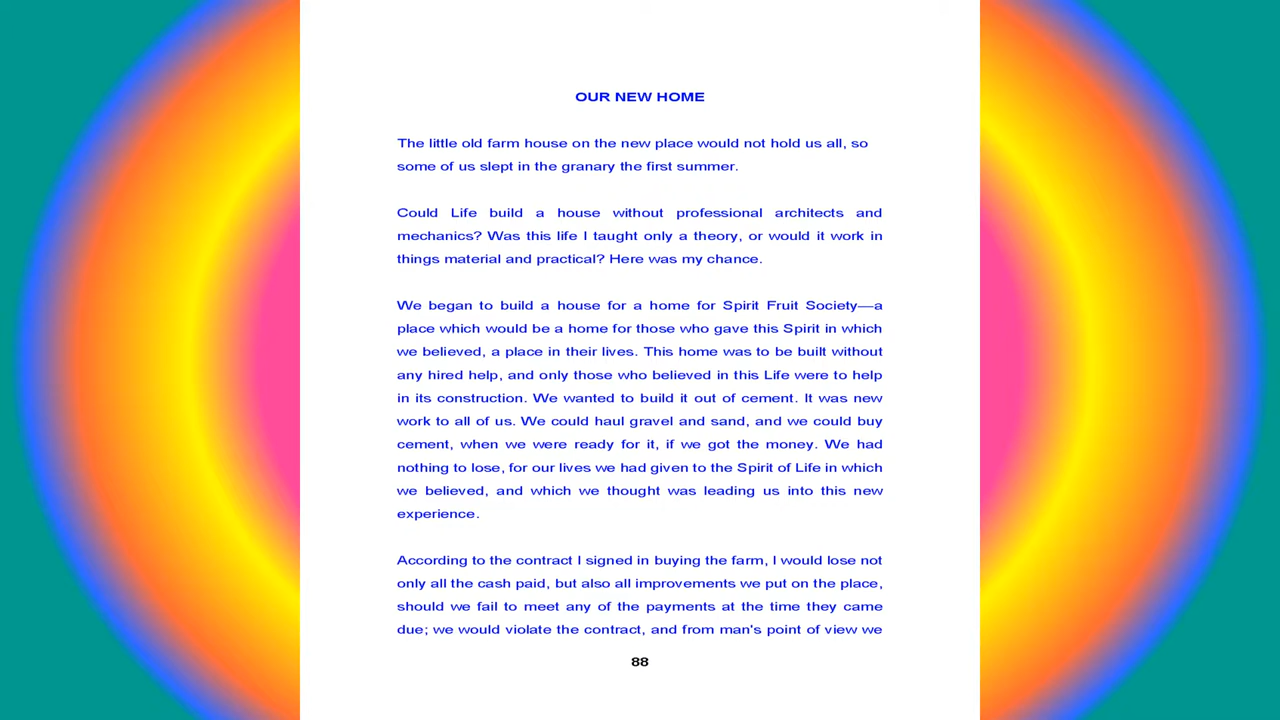 OUR NEW HOME
The little old farm house on the new place would not hold us all, so
some of us slept in the granary the first summer.
Could Life build a house without professional architects and
mechanics? Was this life I taught only a theory, or would it work in
things material and practical? Here was my chance.
We began to build a house for a home for Spirit Fruit Society—a
place which would be a home for those who gave this Spirit in which
we believed, a place in their lives. This home was to be built without
any hired help, and only those who believed in this Life were to help
in its construction. We wanted to build it out of cement. It was new
work to all of us. We could haul gravel and sand, and we could buy
cement, when we were ready for it, if we got the money. We had
nothing to lose, for our lives we had given to the Spirit of Life in which
we believed, and which we thought was leading us into this new
experience.
According to the contract I signed in buying the farm, I would lose not
only all the cash paid, but also all improvements we put on the place,
should we fail to meet any of the payments at the time they came
due; we would violate the contract, and from man's point of view we
88